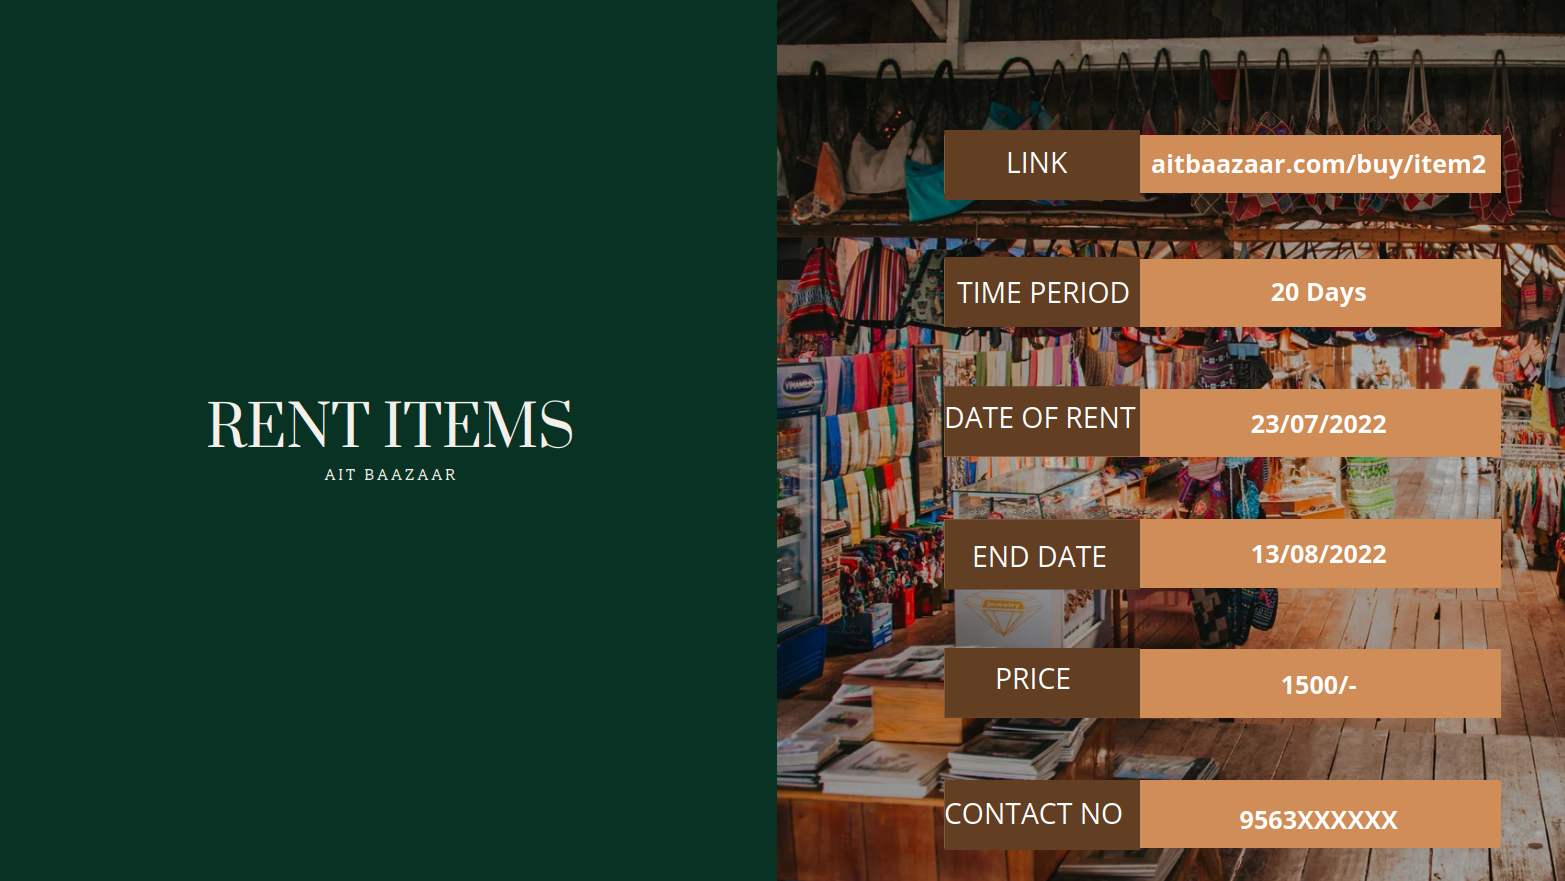 RENT ITEMS
AIT BAAZAAR
LINK
aitbaazaar.com/buy/item2
TIME PERIOD
20 Days
DATE OF RENT
23/07/2022
END DATE
13/08/2022
PRICE
1500/-
CONTACT NO
9563XXXXXX